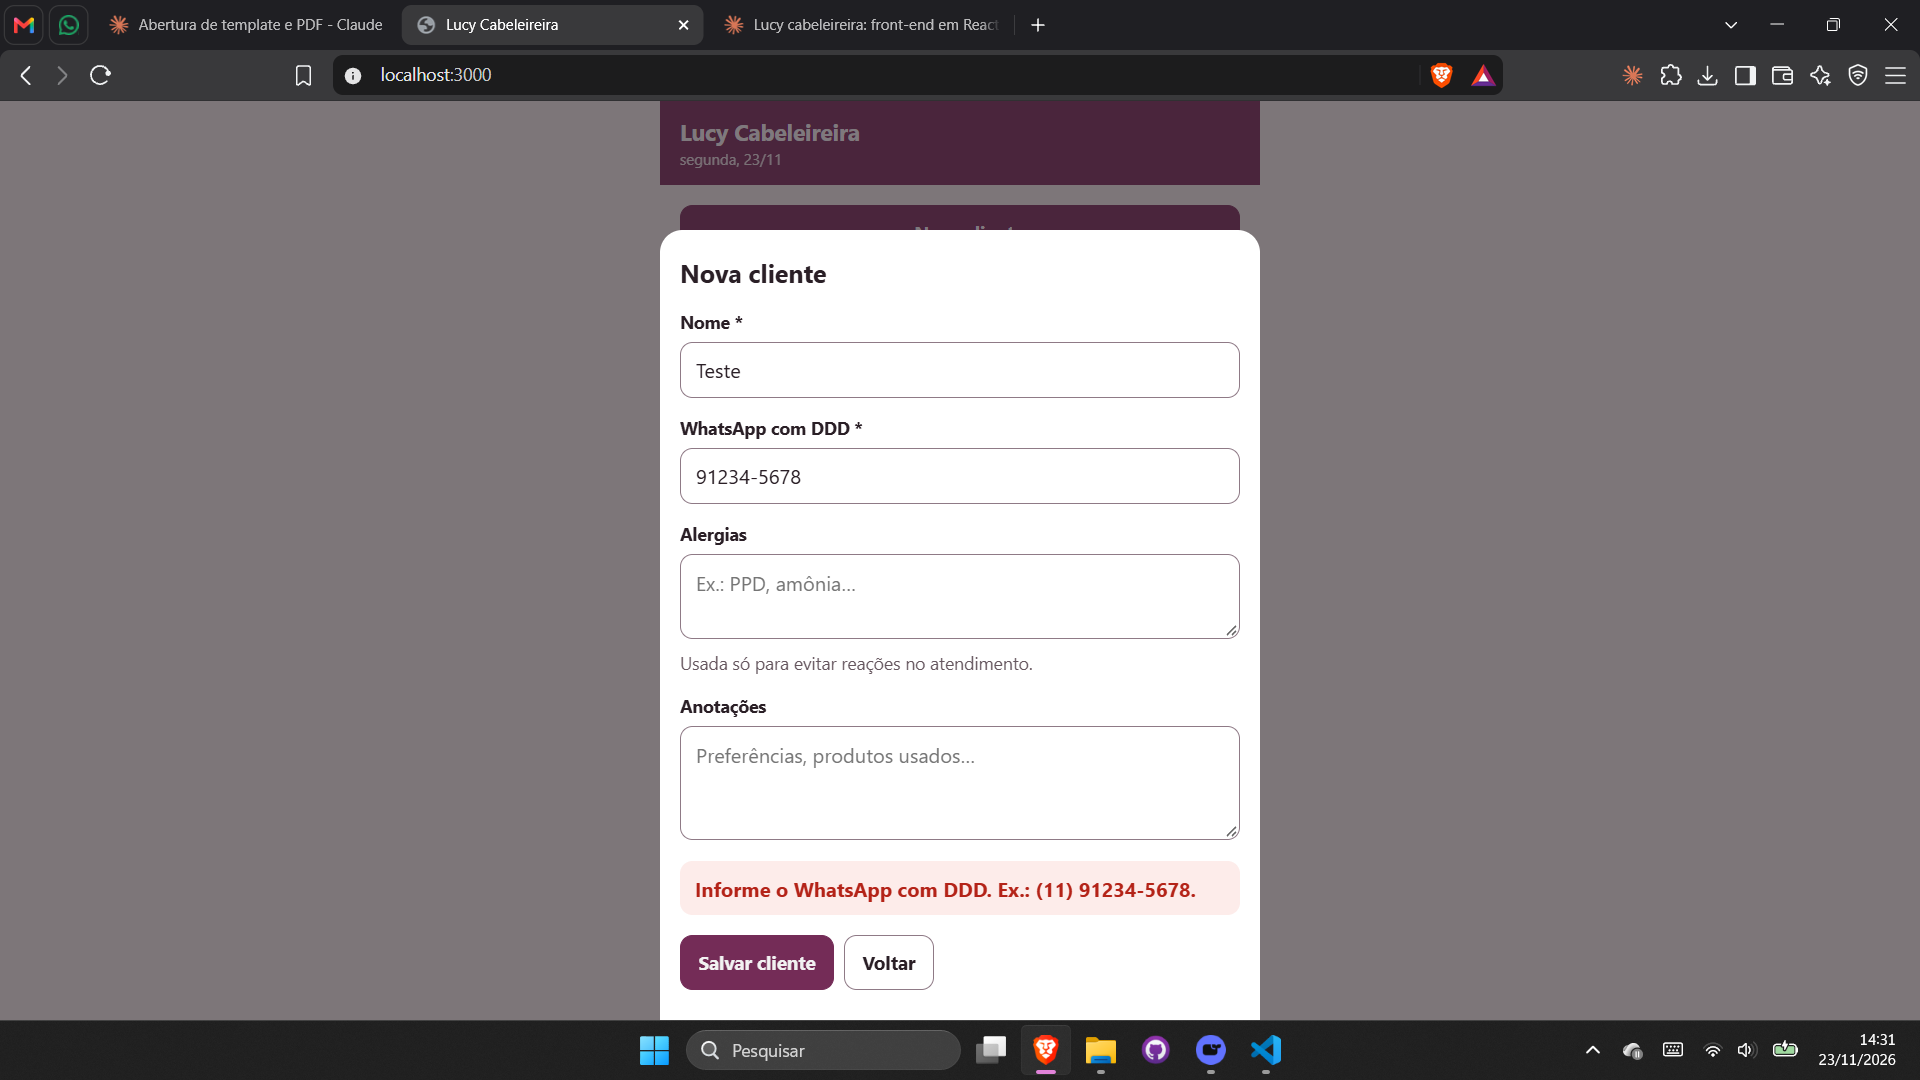 Abertura de template e PDF - Claude
Lucy Cabeleireira
Lucy cabeleireira: front-end em React
localhost:3000
Lucy Cabeleireira
segunda, 23/11
Nova cliente
Nome *
Teste
WhatsApp com DDD *
91234-5678
Alergias
Ex.: PPD, amônia...
Usada só para evitar reações no atendimento.
Anotações
Preferências, produtos usados...
Informe o WhatsApp com DDD. Ex.: (11) 91234-5678.
Salvar cliente
Voltar
Pesquisar
14:31
23/11/2026